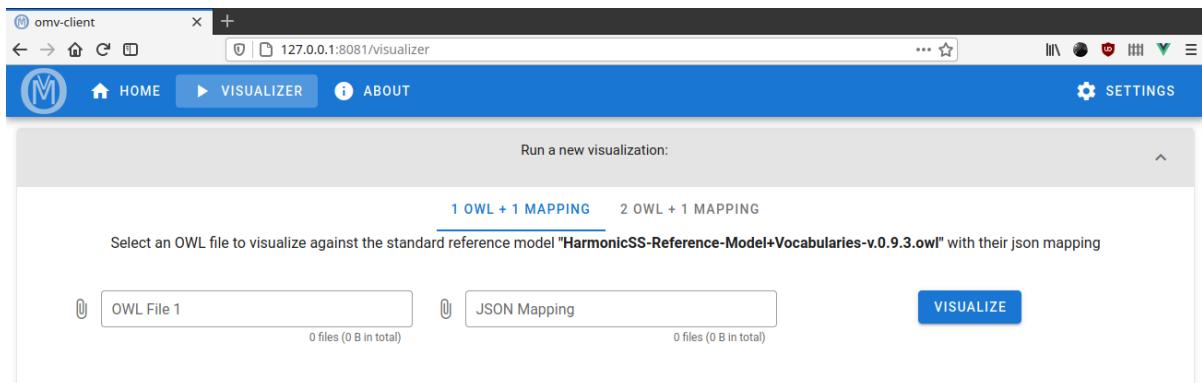 omv-client
127.0.0.1:8081/visualizer
HOME VISUALIZER ABOUT SETTINGS
Run a new visualization:
1 OWL + 1 MAPPING 2 OWL + 1 MAPPING
Select an OWL file to visualize against the standard reference model "HarmonicSS-Reference-Model+Vocabularies-v.0.9.3.owl" with their json mapping
OWL File 1 JSON Mapping VISUALIZE
0 files (0 B in total) 0 files (0 B in total)